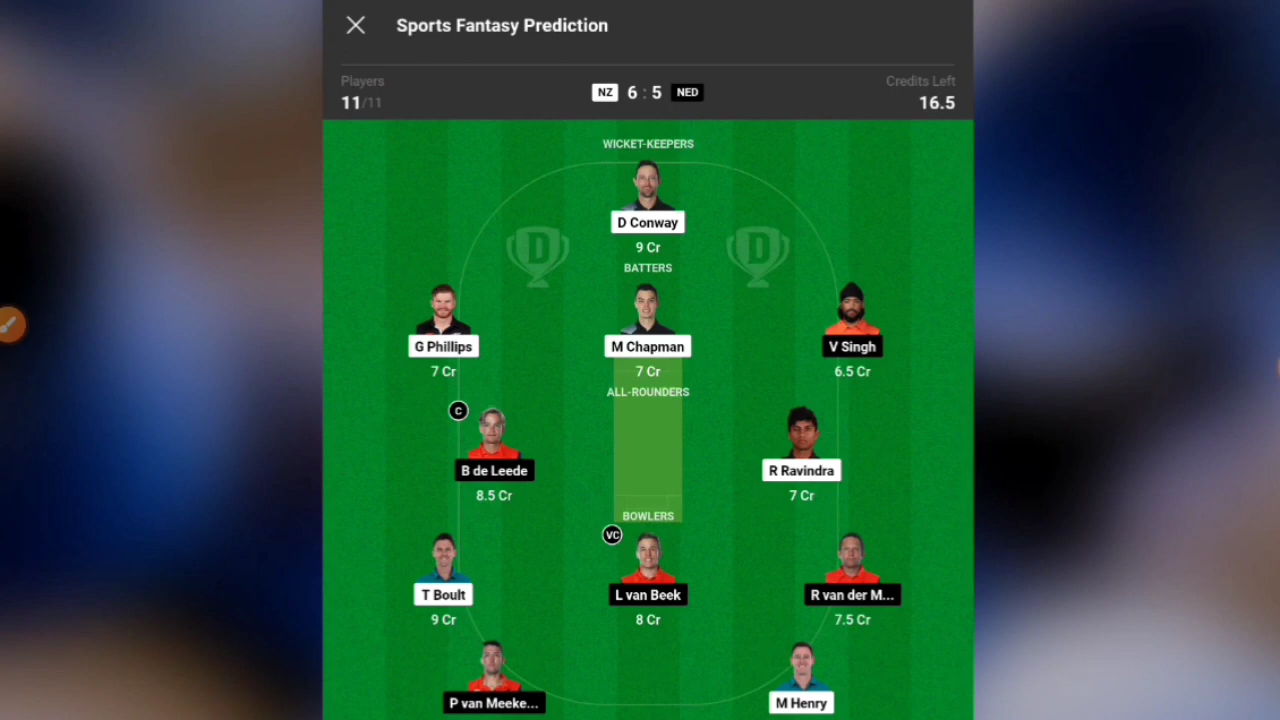 Sports Fantasy Prediction
Players
11/11
NZ 6 : 5 NED
Credits Left
16.5
WICKET-KEEPERS
D Conway
9 Cr
BATTERS
G Phillips
7 Cr
M Chapman
7 Cr
V Singh
6.5 Cr
ALL-ROUNDERS
C
B de Leede
8.5 Cr
R Ravindra
7 Cr
BOWLERS
T Boult
9 Cr
VC
L van Beek
8 Cr
R van der M...
7.5 Cr
P van Meeke...
M Henry
D
D